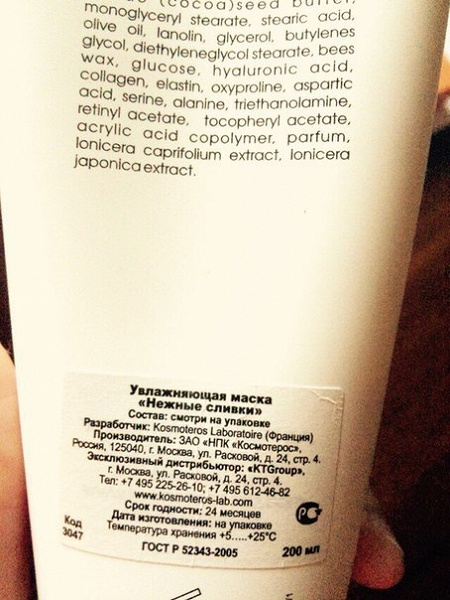 (cocoa)seed butter,
monoglyceryl stearate, stearic acid,
olive oil, lanolin, glycerol, butylenes
glycol, diethyleneglycol stearate, bees
wax, glucose, hyaluronic acid,
collagen, elastin, oxyproline, aspartic
acid, serine, alanine, triethanolamine,
retinyl acetate, tocopheryl acetate,
acrylic acid copolymer, parfum,
lonicera caprifolium extract, lonicera
japonica extract.
Увлажняющая маска
«Нежные сливки»
Состав: смотри на упаковке
Разработчик: Kosmoteros Laboratoire (Франция)
Производитель: ЗАО «НПК «Космотерос»,
Россия, 125040, г. Москва, ул. Расковой, д. 24, стр. 4.
Эксклюзивный дистрибьютор: «KTGroup»,
г. Москва, ул. Расковой, д. 24, стр. 4.
Тел: +7 495 225-26-10; +7 495 612-46-82
www.kosmoteros-lab.com
Срок годности: 24 месяцев
Дата изготовления: на упаковке
Температура хранения +5.....+25°C
Код
3047
ГОСТ Р 52343-2005
200 мл